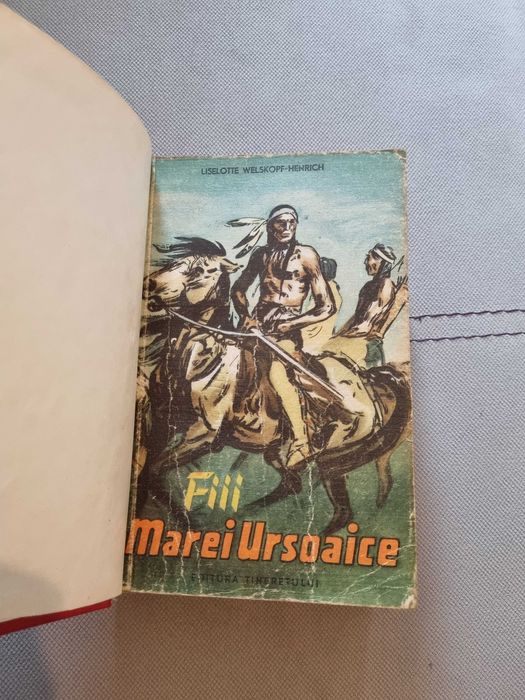 LISELOTTE WELSKOPF-HENRICH
Fiii
Marei Ursoaice
EDITURA TINERETULUI